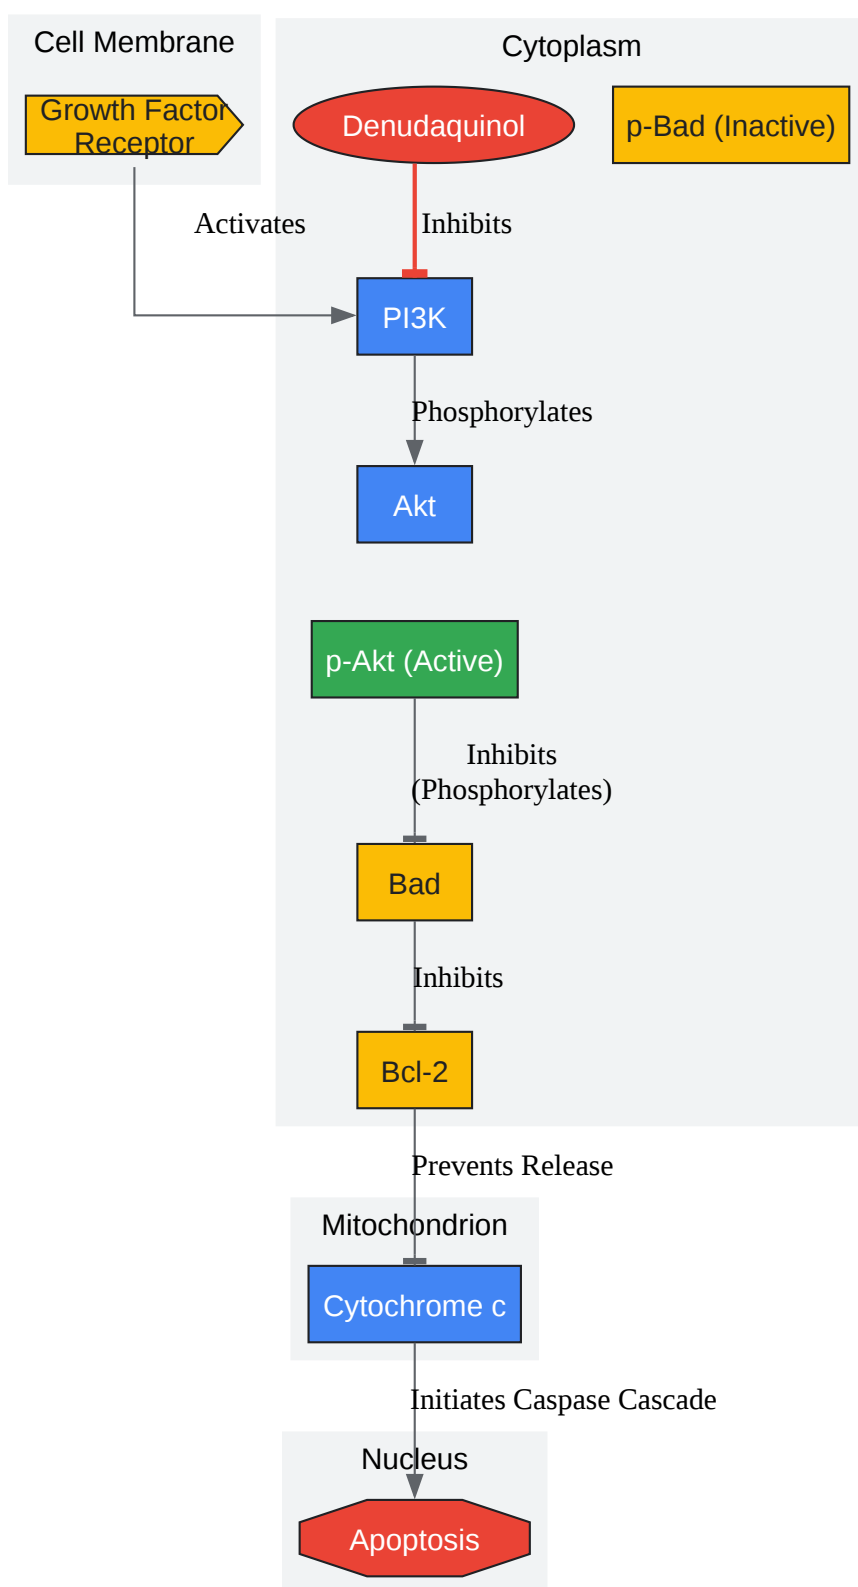 Cell Membrane
Cytoplasm
Growth Factor
Receptor
Denudaquinol
p-Bad (Inactive)
Activates
Inhibits
PI3K
Phosphorylates
Akt
p-Akt (Active)
Inhibits
(Phosphorylates)
Bad
Inhibits
Bcl-2
Prevents Release
Mitochondrion
Cytochrome c
Initiates Caspase Cascade
Nucleus
Apoptosis